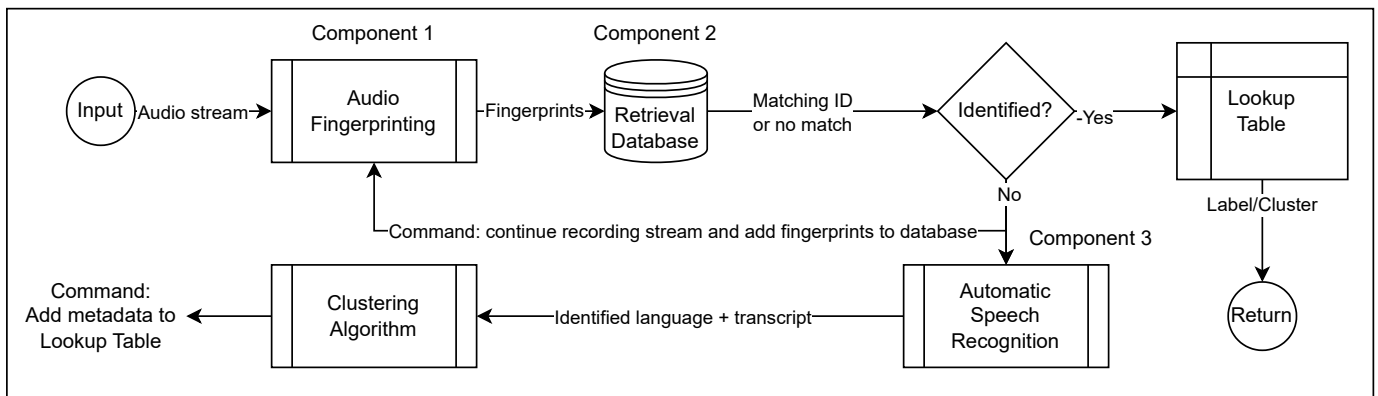 Component 1
Component 2
Input
Audio stream
Audio
Fingerprinting
Fingerprints
Retrieval
Database
Matching ID
or no match
Identified?
-Yes
Lookup
Table
No
Label/Cluster
Command: continue recording stream and add fingerprints to database
Component 3
Command:
Add metadata to
Lookup Table
Clustering
Algorithm
Identified language + transcript
Automatic
Speech
Recognition
Return